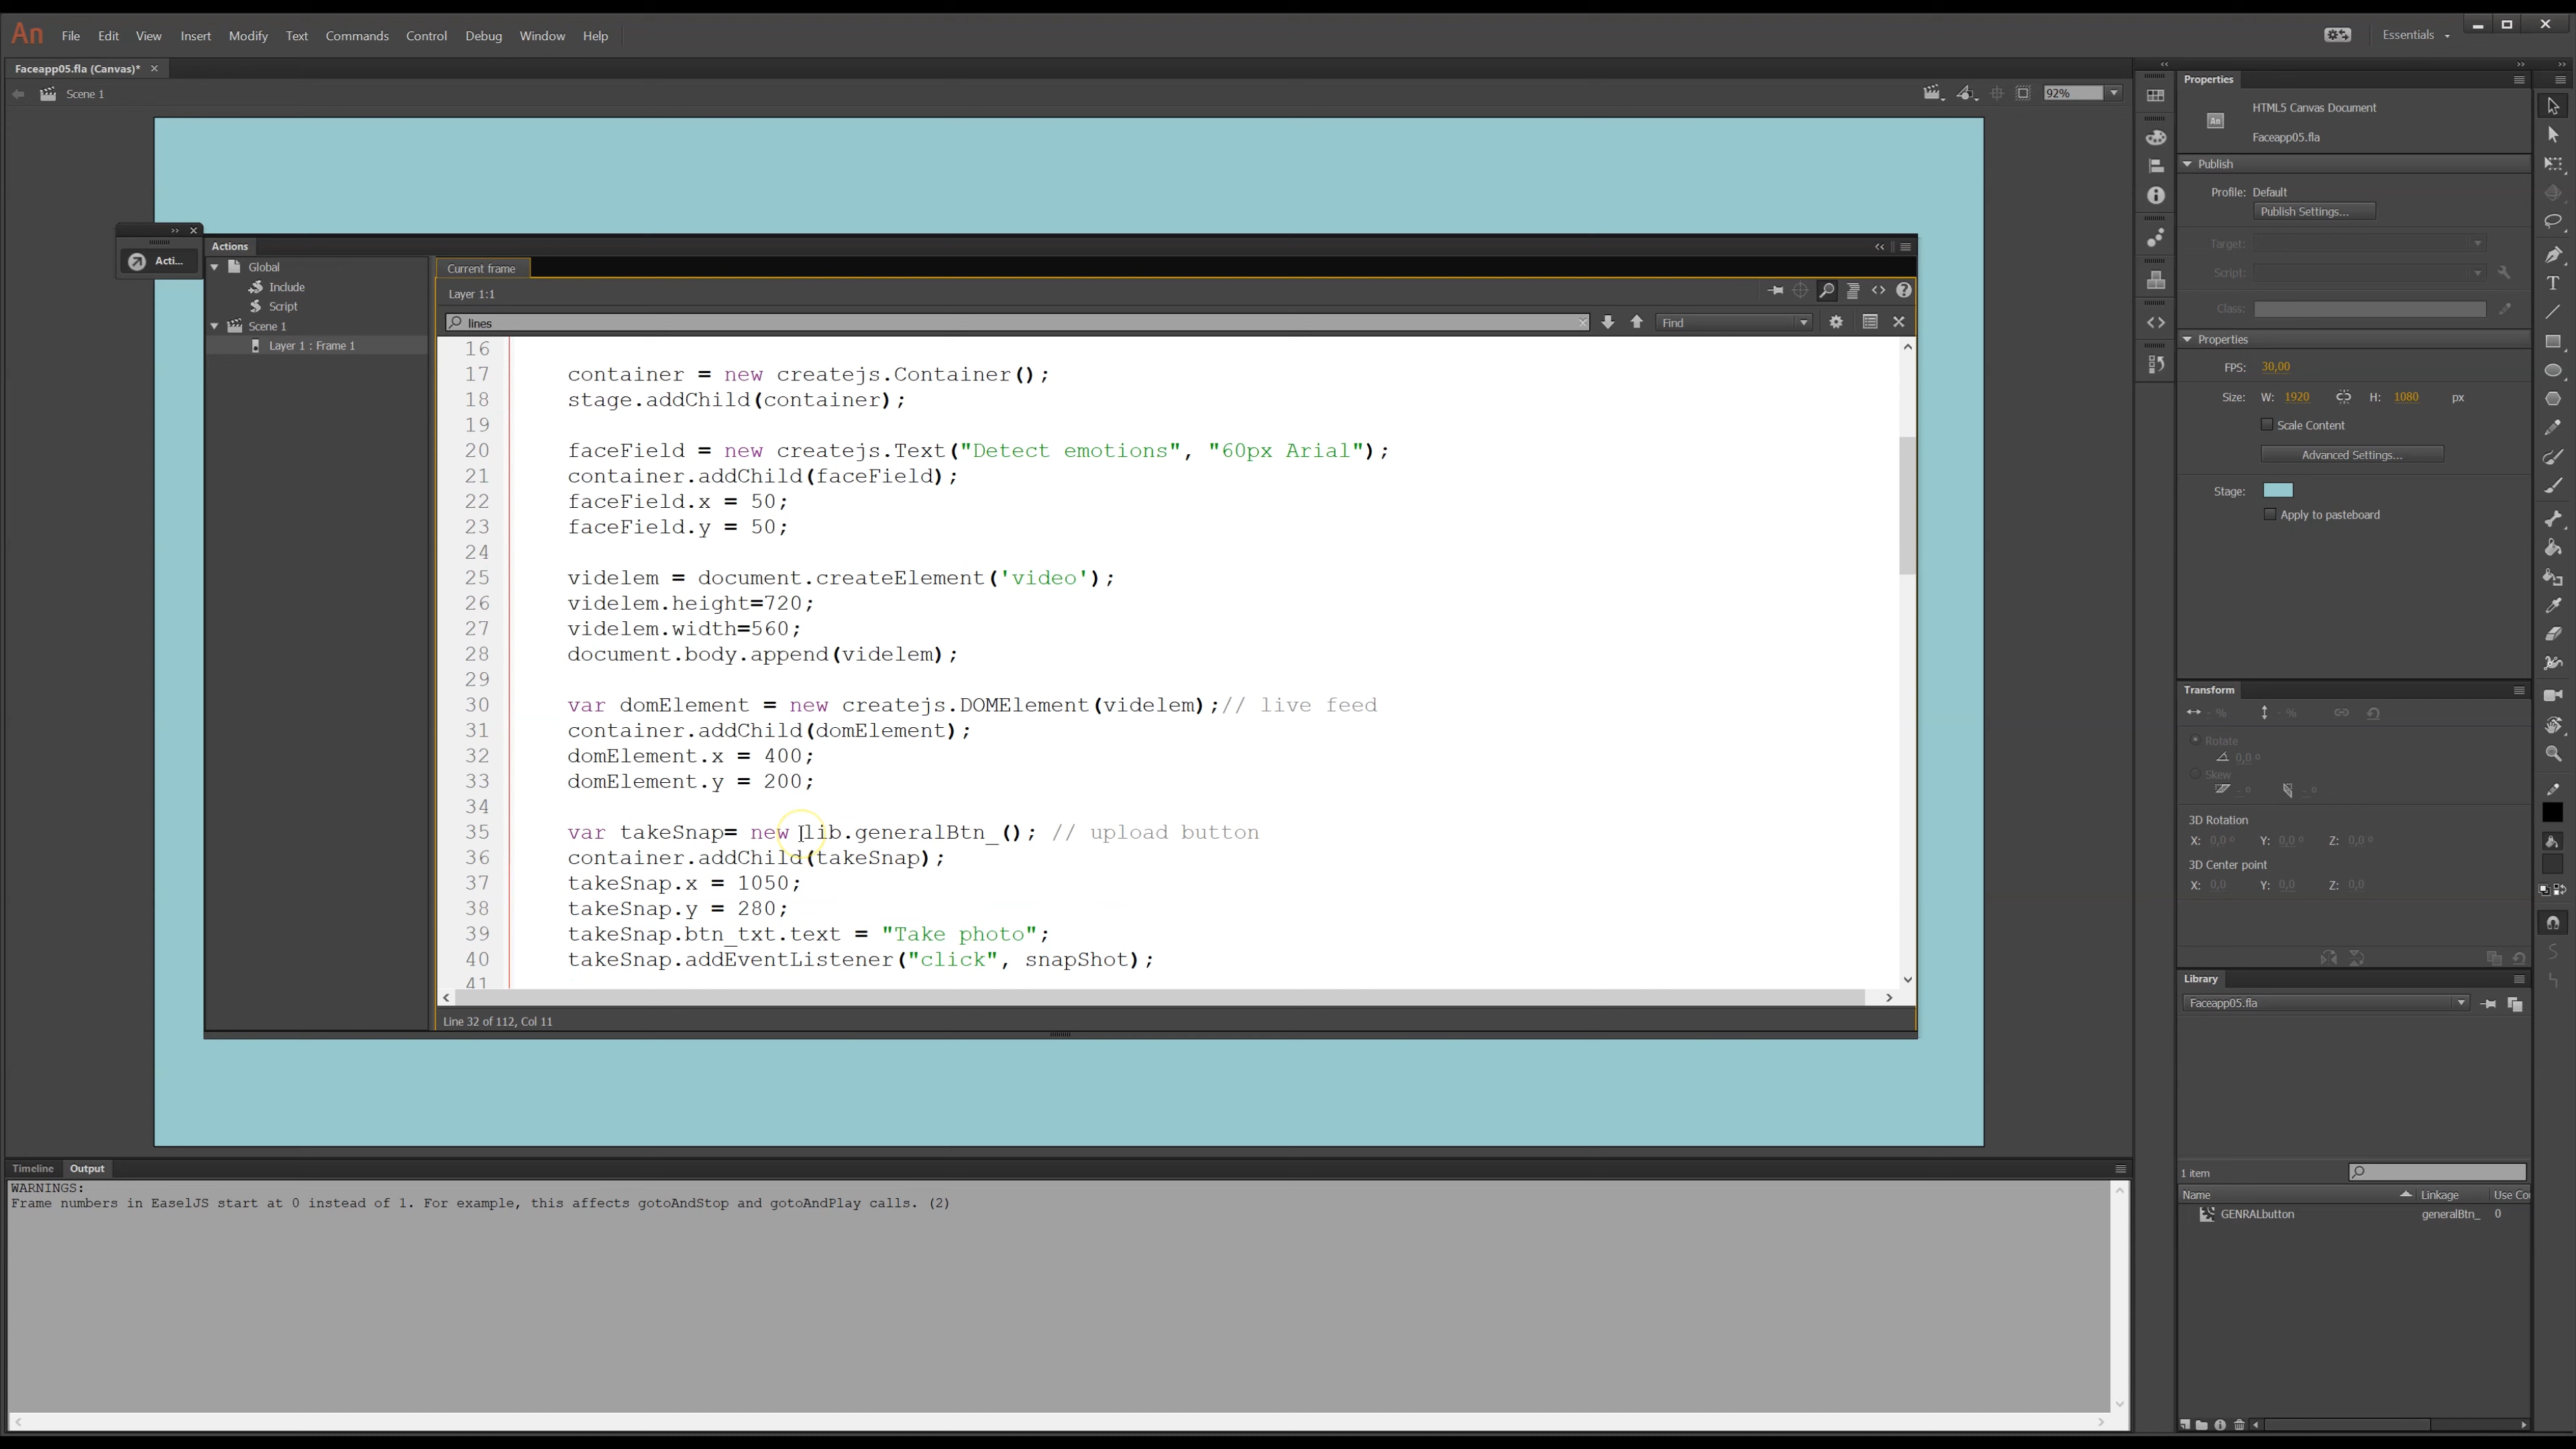 An File Edit View Insert Modify Text Commands Control Debug Window Help Essentials
Faceapp05.fla (Canvas)*
Scene 1 92%
Actions
Acti...
Global
Include
Script
Scene 1
Layer 1 : Frame 1
Current frame
Layer 1:1
lines Find
16
17 container = new createjs.Container();
18 stage.addChild(container);
19
20 faceField = new createjs.Text("Detect emotions", "60px Arial");
21 container.addChild(faceField);
22 faceField.x = 50;
23 faceField.y = 50;
24
25 videlem = document.createElement('video');
26 videlem.height=720;
27 videlem.width=560;
28 document.body.append(videlem);
29
30 var domElement = new createjs.DOMElement(videlem);// live feed
31 container.addChild(domElement);
32 domElement.x = 400;
33 domElement.y = 200;
34
35 var takeSnap= new lib.generalBtn_(); // upload button
36 container.addChild(takeSnap);
37 takeSnap.x = 1050;
38 takeSnap.y = 280;
39 takeSnap.btn_txt.text = "Take photo";
40 takeSnap.addEventListener("click", snapShot);
41
Line 32 of 112, Col 11
Timeline Output
WARNINGS:
Frame numbers in EaselJS start at 0 instead of 1. For example, this affects gotoAndStop and gotoAndPlay calls. (2)
Properties
HTML5 Canvas Document
An
Faceapp05.fla
Publish
Profile: Default
Publish Settings...
Target:
Script:
Class:
Properties
FPS: 30,00
Size: W: 1920 H: 1080 px
Scale Content
Advanced Settings...
Stage:
Apply to pasteboard
Transform
- % - %
Rotate
0,0 °
Skew
- ° - °
3D Rotation
X: 0,0 ° Y: 0,0 ° Z: 0,0 °
3D Center point
X: 0,0 Y: 0,0 Z: 0,0
Library
Faceapp05.fla
1 item
Name Linkage Use Co
GENRALbutton generalBtn_ 0